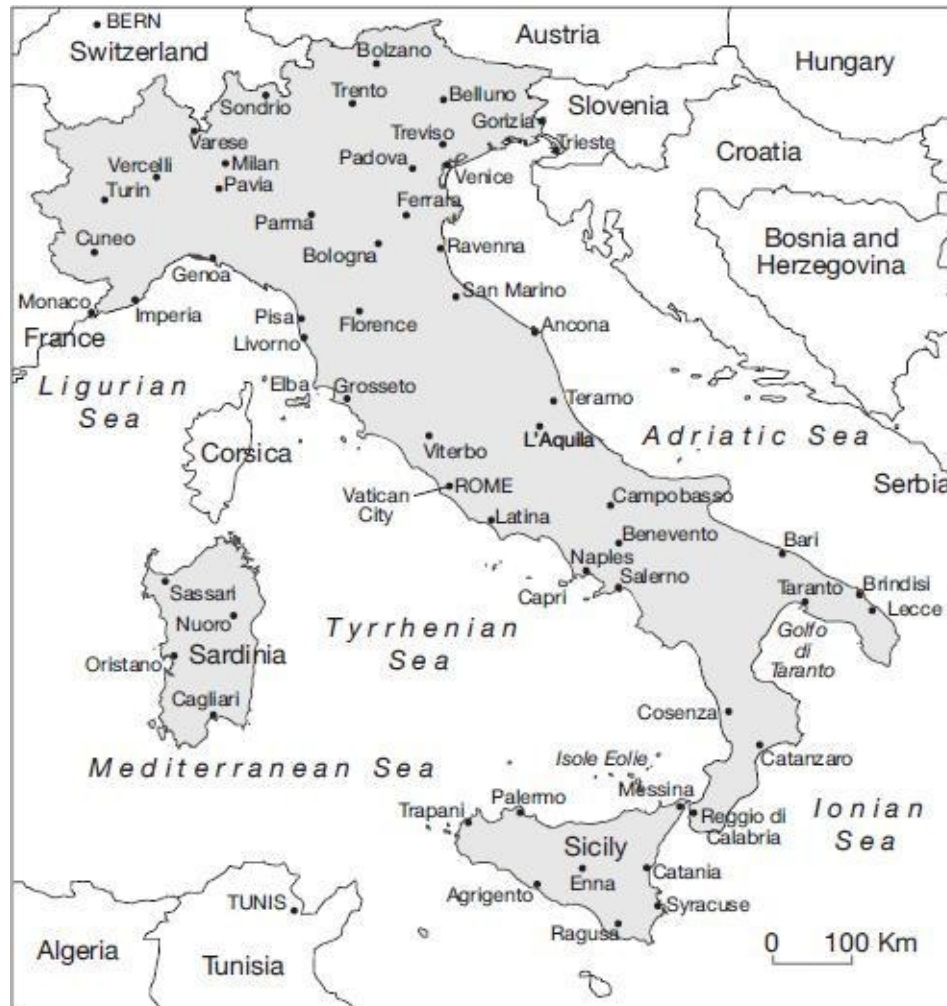 BERN
Switzerland
Austria
Hungary
Bolzano
Sondrio
Trento
Belluno
Slovenia
Gorizia
Varese
Treviso
Trieste
Croatia
Vercelli
Milan
Padova
Venice
Turin
Pavia
Ferrara
Parma
Cuneo
Bologna
Ravenna
Bosnia and
Herzegovina
Genoa
Monaco
Imperia
San Marino
France
Pisa
Florence
Ancona
Livorno
Ligurian
Sea
Elba
Grosseto
Teramo
Corsica
Viterbo
L'Aquila
Adriatic Sea
Serbia
Vatican
City
ROME
Campobasso
Latina
Benevento
Bari
Naples
Capri
Salerno
Taranto
Brindisi
Lecce
Sassari
Nuoro
Tyrrhenian
Sea
Golfo
di
Taranto
Oristano
Sardinia
Cagliari
Cosenza
Catanzaro
Mediterranean Sea
Isole Eolie
Messina
Ionian
Sea
Trapani
Palermo
Reggio di
Calabria
Sicily
Enna
Catania
Agrigento
Syracuse
TUNIS
Ragusa
Algeria
Tunisia
0 100 Km